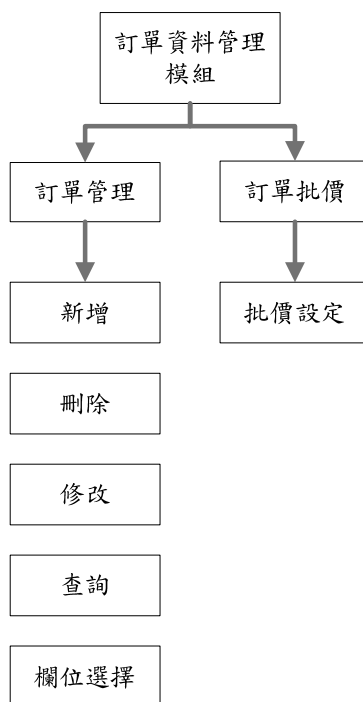 訂單資料管理
模組
訂單管理
訂單批價
新增
批價設定
刪除
修改
查詢
欄位選擇